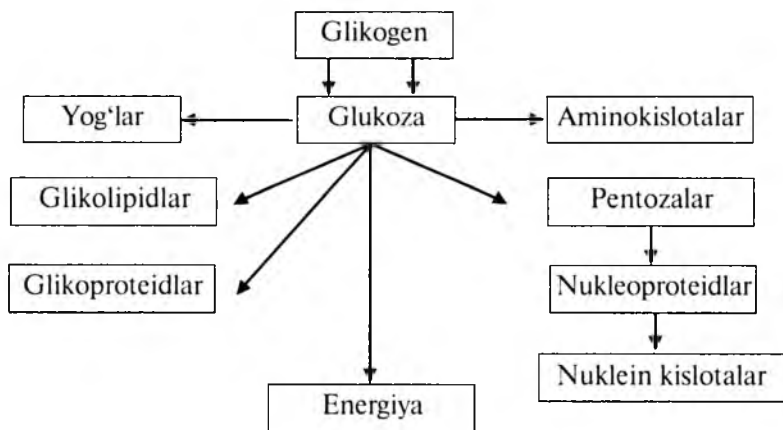 Glikogen
Yog‘lar
Glukoza
Aminokislotalar
Glikolipidlar
Pentozalar
Glikoproteidlar
Nukleoproteidlar
Nuklein kislotalar
Energiya